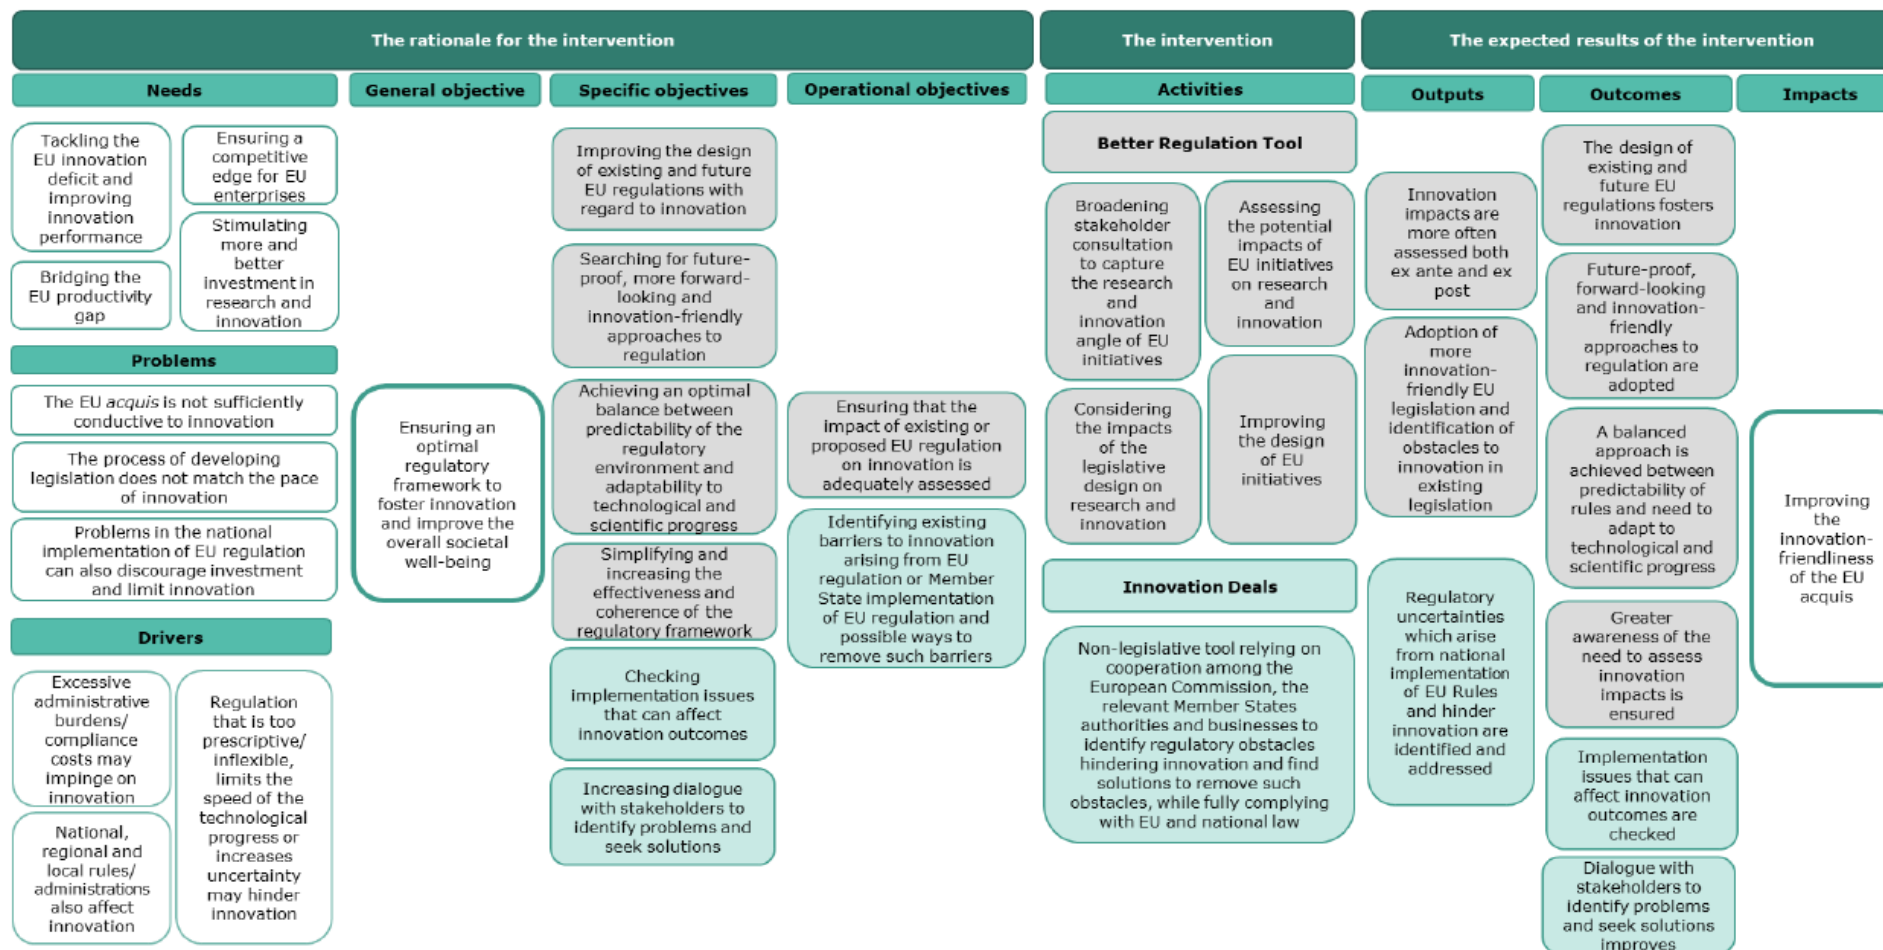 The rationale for the intervention
The intervention
The expected results of the intervention
Needs
General objective
Specific objectives
Operational objectives
Activities
Outputs
Outcomes
Impacts
Tackling the
EU innovation
deficit and
improving
innovation
performance
Ensuring a
competitive
edge for EU
enterprises
Bridging the
EU productivity
gap
Stimulating
more and
better
investment in
research and
innovation
Problems
The EU acquis is not sufficiently
conductive to innovation
The process of developing
legislation does not match the pace
of innovation
Problems in the national
implementation of EU regulation
can also discourage investment
and limit innovation
Drivers
Excessive
administrative
burdens/
compliance
costs may
impinge on
innovation
National,
regional and
local rules/
administrations
also affect
innovation
Regulation
that is too
prescriptive/
inflexible,
limits the
speed of the
technological
progress or
increases
uncertainty
may hinder
innovation
Ensuring an
optimal
regulatory
framework to
foster innovation
and improve the
overall societal
well-being
Improving the design
of existing and future
EU regulations with
regard to innovation
Searching for future-
proof, more forward-
looking and
innovation-friendly
approaches to
regulation
Achieving an optimal
balance between
predictability of the
regulatory
environment and
adaptability to
technological and
scientific progress
Simplifying and
increasing the
effectiveness and
coherence of the
regulatory framework
Checking
implementation issues
that can affect
innovation outcomes
Increasing dialogue
with stakeholders to
identify problems and
seek solutions
Ensuring that the
impact of existing or
proposed EU regulation
on innovation is
adequately assessed
Identifying existing
barriers to innovation
arising from EU
regulation or Member
State implementation
of EU regulation and
possible ways to
remove such barriers
Better Regulation Tool
Broadening
stakeholder
consultation
to capture
the research
and
innovation
angle of EU
initiatives
Assessing
the potential
impacts of
EU initiatives
on research
and
innovation
Considering
the impacts
of the
legislative
design on
research and
innovation
Improving
the design
of EU
initiatives
Innovation Deals
Non-legislative tool relying on
cooperation among the
European Commission, the
relevant Member States
authorities and businesses to
identify regulatory obstacles
hindering innovation and find
solutions to remove such
obstacles, while fully complying
with EU and national law
Innovation
impacts are
more often
assessed both
ex ante and ex
post
Adoption of
more
innovation-
friendly EU
legislation and
identification of
obstacles to
innovation in
existing
legislation
Regulatory
uncertainties
which arise
from national
implementation
of EU Rules
and hinder
innovation are
identified and
addressed
The design of
existing and
future EU
regulations fosters
innovation
Future-proof,
forward-looking
and innovation-
friendly
approaches to
regulation are
adopted
A balanced
approach is
achieved between
predictability of
rules and need to
adapt to
technological and
scientific progress
Greater
awareness of the
need to assess
innovation
impacts is
ensured
Implementation
issues that can
affect innovation
outcomes are
checked
Dialogue with
stakeholders to
identify problems
and seek solutions
improves
Improving
the
innovation-
friendliness
of the EU
acquis